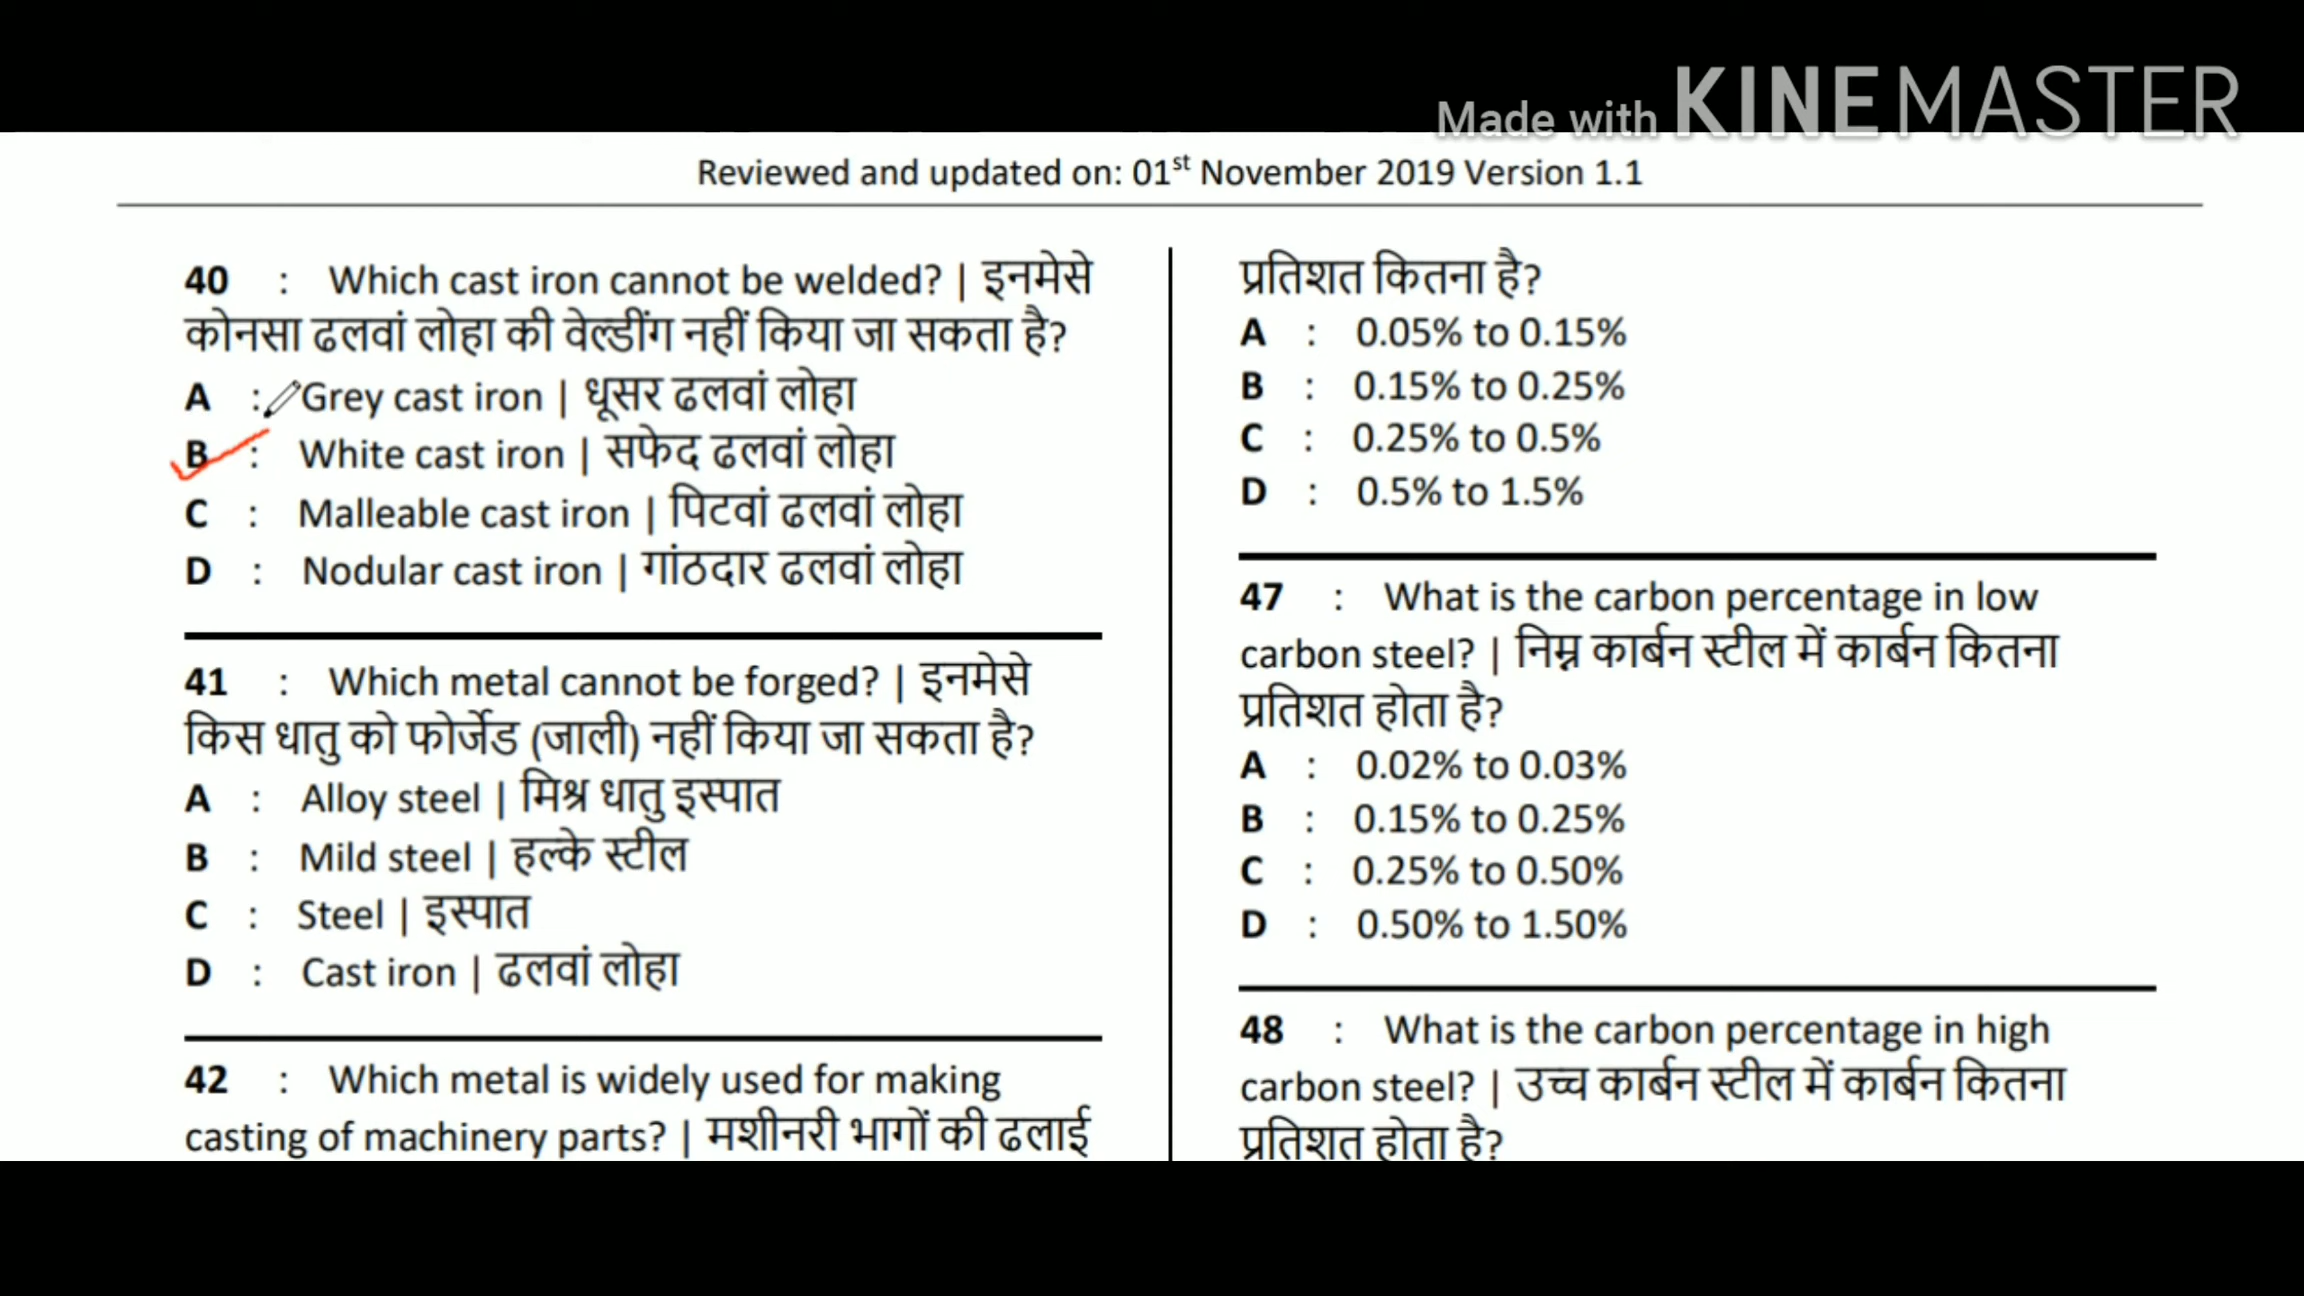 Made with KINEMASTER
Reviewed and updated on: 01st November 2019 Version 1.1
40 : Which cast iron cannot be welded? | इनमेसे
कोनसा ढलवां लोहा की वेल्डींग नहीं किया जा सकता है?
A : Grey cast iron | धूसर ढलवां लोहा
B : White cast iron | सफेद ढलवां लोहा
C : Malleable cast iron | पिटवां ढलवां लोहा
D : Nodular cast iron | गांठदार ढलवां लोहा
41 : Which metal cannot be forged? | इनमेसे
किस धातु को फोर्जेड (जाली) नहीं किया जा सकता है?
A : Alloy steel | मिश्र धातु इस्पात
B : Mild steel | हल्के स्टील
C : Steel | इस्पात
D : Cast iron | ढलवां लोहा
42 : Which metal is widely used for making
casting of machinery parts? | मशीनरी भागों की ढलाई
प्रतिशत कितना है?
A : 0.05% to 0.15%
B : 0.15% to 0.25%
C : 0.25% to 0.5%
D : 0.5% to 1.5%
47 : What is the carbon percentage in low
carbon steel? | निम्न कार्बन स्टील में कार्बन कितना
प्रतिशत होता है?
A : 0.02% to 0.03%
B : 0.15% to 0.25%
C : 0.25% to 0.50%
D : 0.50% to 1.50%
48 : What is the carbon percentage in high
carbon steel? | उच्च कार्बन स्टील में कार्बन कितना
प्रतिशत होता है?